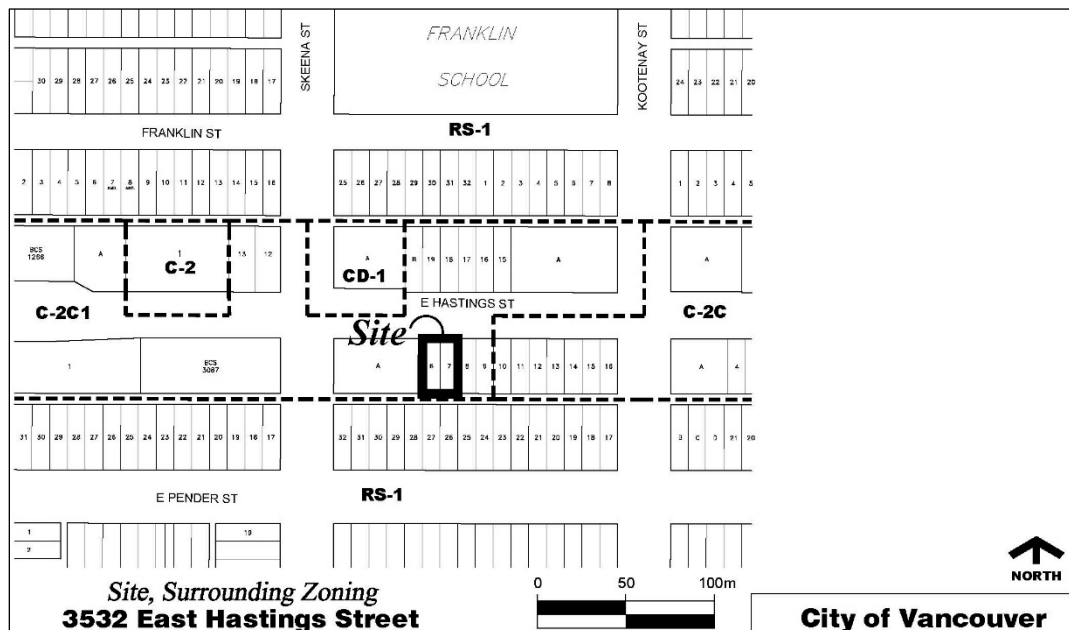 SKEENA ST
FRANKLIN
SCHOOL
KOOTENAY ST
30 29 28 27 26 25 24 23 22 21 20 19 18 17
24 23 22 21 20
FRANKLIN ST
RS-1
2 3 4 5 6 7 8 9 10 11 12 13 14 15 16
25 26 27 28 29 30 31 32 1 2 3 4 5 6 7 8
1 2 3 4 5
BCS
1266
A
1
13 12
C-2
A
CD-1
B 19 18 17 16 15
A
A
E HASTINGS ST
C-2C1
C-2C
Site
1
BCS
3087
A
6 7 8 9 10 11 12 13 14 15 16
A 4
31 30 29 28 27 26 25 24 23 22 21 20 19 18 17
32 31 30 29 28 27 26 25 24 23 22 21 20 19 18 17
B C D 21 20
E PENDER ST
RS-1
1
2
19
NORTH
Site, Surrounding Zoning
3532 East Hastings Street
0 50 100m
City of Vancouver